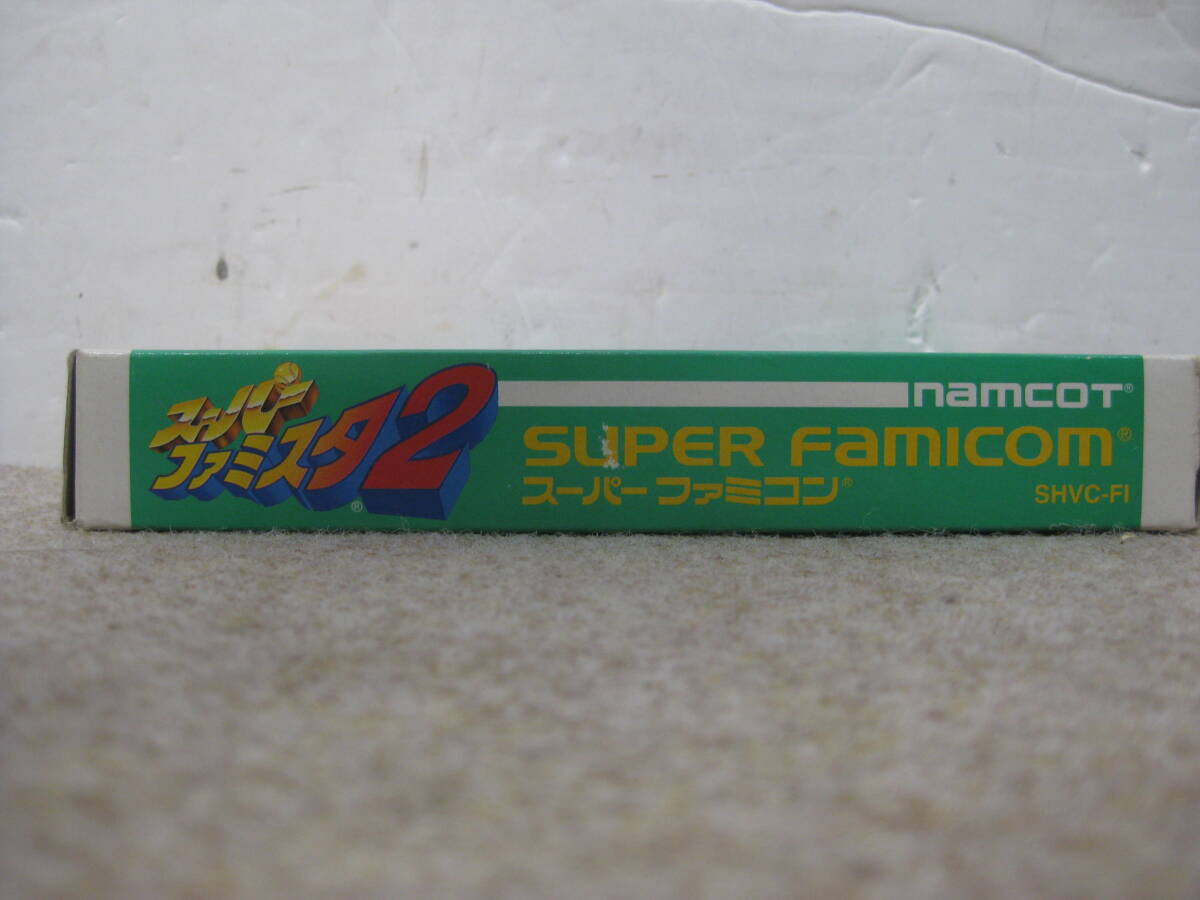 スーパー
ファミスタ2®
namcot®
SUPER Famicom®
スーパーファミコン®
SHVC-FI